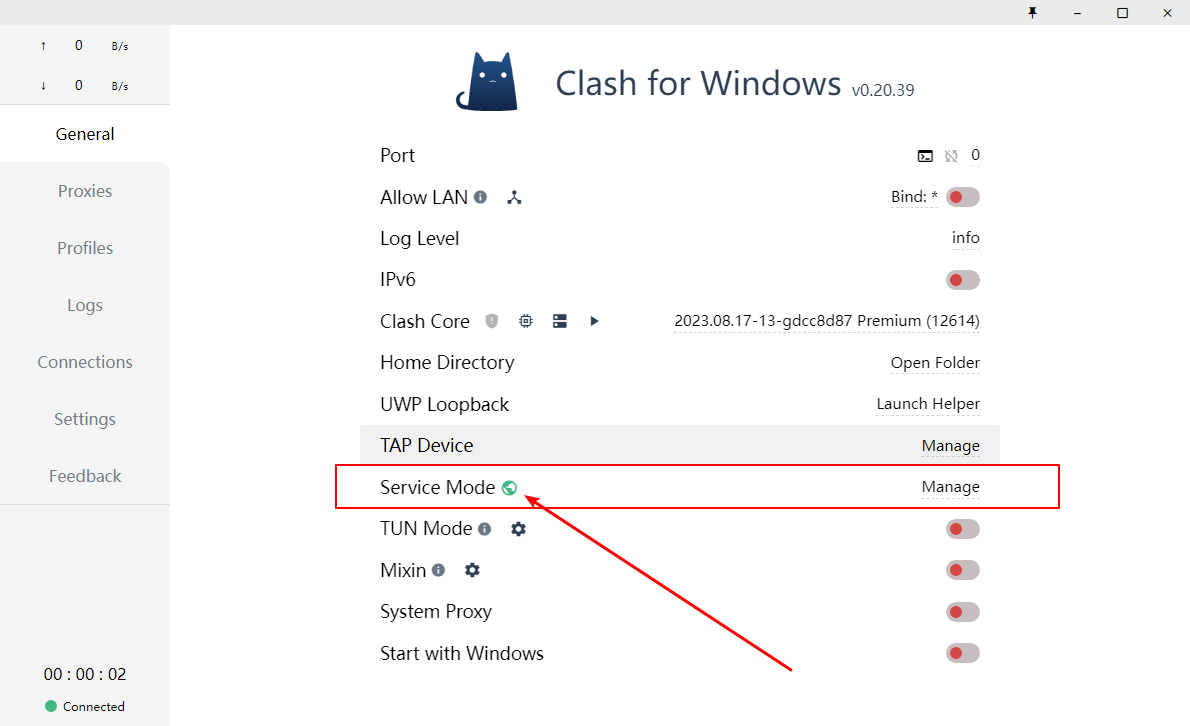 ↑ 0 B/s
↓ 0 B/s
General
Proxies
Profiles
Logs
Connections
Settings
Feedback
00 : 00 : 02
Connected
Clash for Windows v0.20.39
Port 0
Allow LAN Bind: *
Log Level info
IPv6
Clash Core 2023.08.17-13-gdcc8d87 Premium (12614)
Home Directory Open Folder
UWP Loopback Launch Helper
TAP Device Manage
Service Mode Manage
TUN Mode
Mixin
System Proxy
Start with Windows